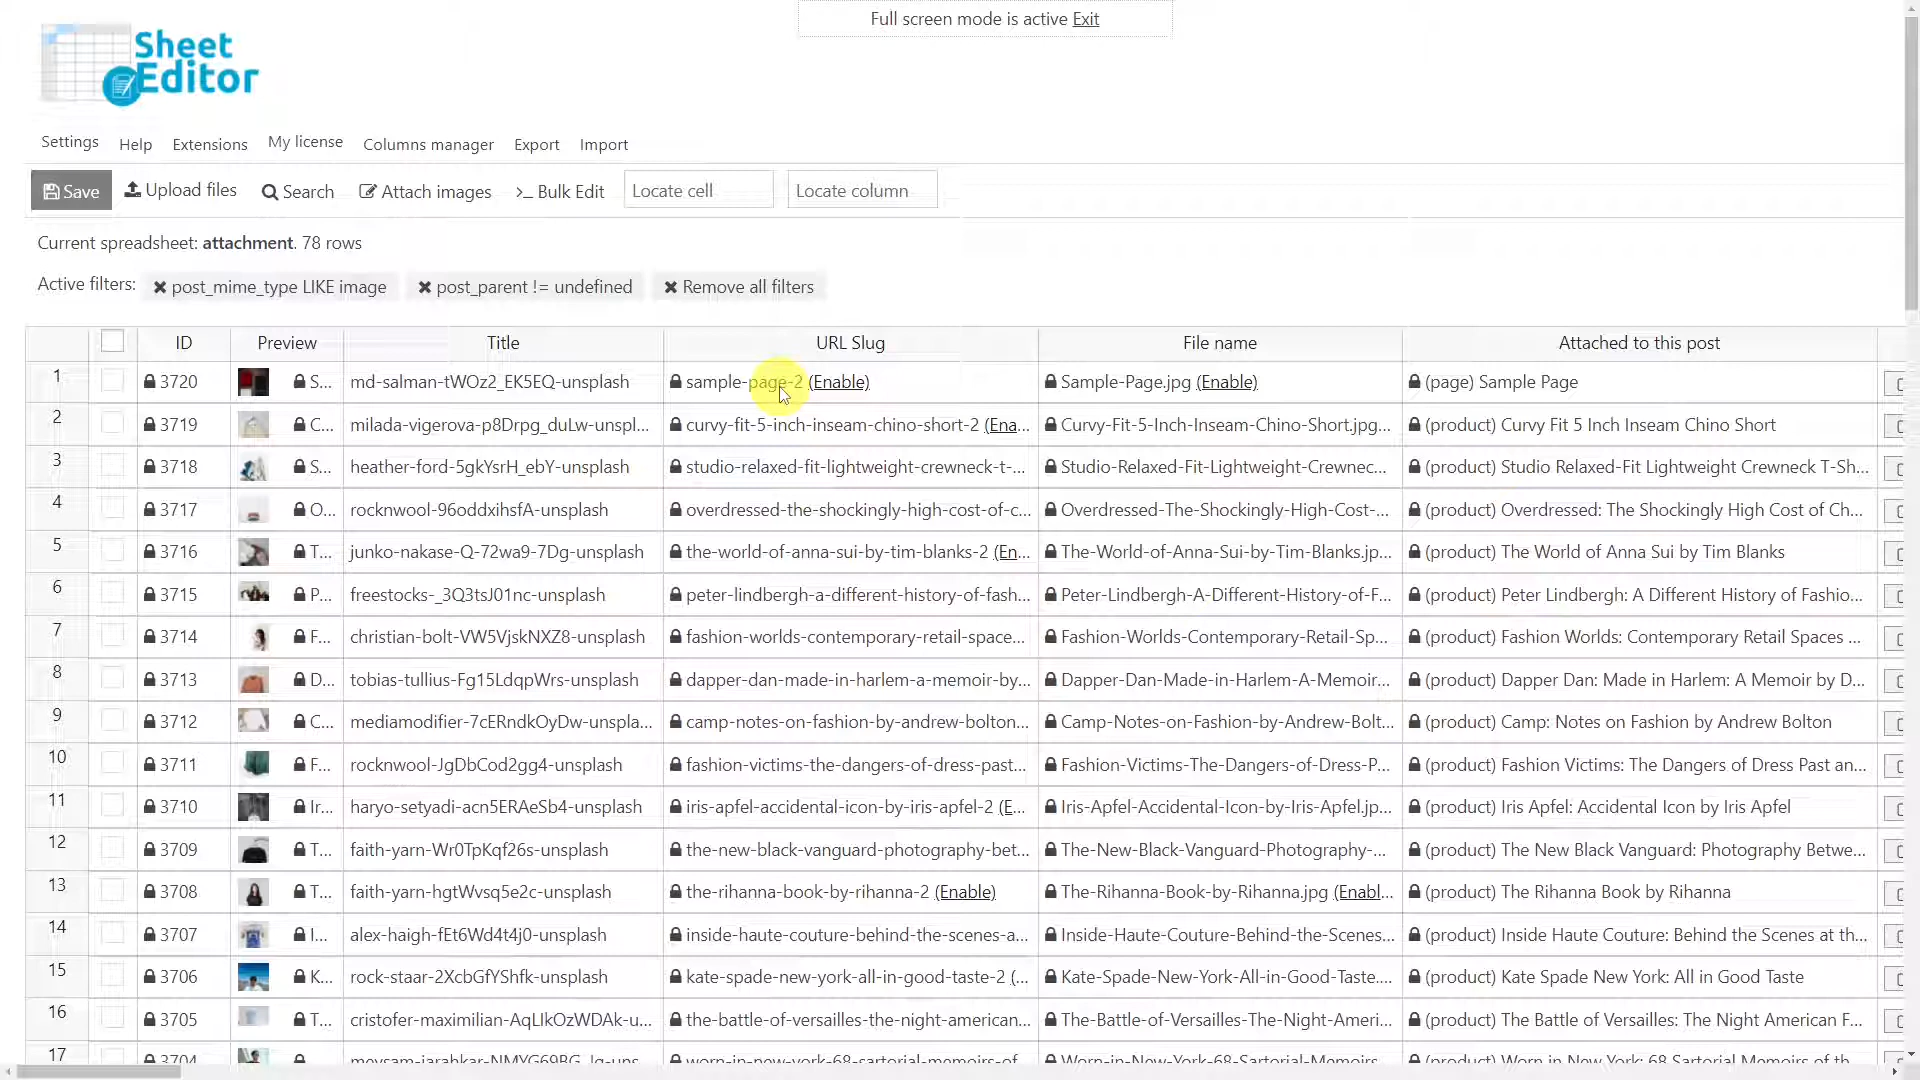 Full screen mode is active Exit
Sheet
Editor
Settings Help Extensions My license Columns manager Export Import
Save Upload files Search Attach images >_ Bulk Edit Locate cell Locate column
Current spreadsheet: attachment. 78 rows
Active filters: post_mime_type LIKE image post_parent != undefined Remove all filters
ID Preview Title URL Slug File name Attached to this post
1 3720 S... md-salman-tWOz2_EK5EQ-unsplash sample-page-2 (Enable) Sample-Page.jpg (Enable) (page) Sample Page
2 3719 C... milada-vigerova-p8Drpg_duLw-unspl... curvy-fit-5-inch-inseam-chino-short-2 (Ena... Curvy-Fit-5-Inch-Inseam-Chino-Short.jpg... (product) Curvy Fit 5 Inch Inseam Chino Short
3 3718 S... heather-ford-5gkYsrH_ebY-unsplash studio-relaxed-fit-lightweight-crewneck-t-... Studio-Relaxed-Fit-Lightweight-Crewnec... (product) Studio Relaxed-Fit Lightweight Crewneck T-Sh...
4 3717 O... rocknwool-96oddxihsfA-unsplash overdressed-the-shockingly-high-cost-of-c... Overdressed-The-Shockingly-High-Cost-... (product) Overdressed: The Shockingly High Cost of Ch...
5 3716 T... junko-nakase-Q-72wa9-7Dg-unsplash the-world-of-anna-sui-by-tim-blanks-2 (En... The-World-of-Anna-Sui-by-Tim-Blanks.jp... (product) The World of Anna Sui by Tim Blanks
6 3715 P... freestocks-_3Q3tsJ01nc-unsplash peter-lindbergh-a-different-history-of-fash... Peter-Lindbergh-A-Different-History-of-F... (product) Peter Lindbergh: A Different History of Fashio...
7 3714 F... christian-bolt-VW5VjskNXZ8-unsplash fashion-worlds-contemporary-retail-space... Fashion-Worlds-Contemporary-Retail-Sp... (product) Fashion Worlds: Contemporary Retail Spaces ...
8 3713 D... tobias-tullius-Fg15LdqpWrs-unsplash dapper-dan-made-in-harlem-a-memoir-by... Dapper-Dan-Made-in-Harlem-A-Memoir... (product) Dapper Dan: Made in Harlem: A Memoir by D...
9 3712 C... mediamodifier-7cERndkOyDw-unspla... camp-notes-on-fashion-by-andrew-bolton... Camp-Notes-on-Fashion-by-Andrew-Bolt... (product) Camp: Notes on Fashion by Andrew Bolton
10 3711 F... rocknwool-JgDbCod2gg4-unsplash fashion-victims-the-dangers-of-dress-past... Fashion-Victims-The-Dangers-of-Dress-P... (product) Fashion Victims: The Dangers of Dress Past an...
11 3710 Ir... haryo-setyadi-acn5ERAeSb4-unsplash iris-apfel-accidental-icon-by-iris-apfel-2 (E... Iris-Apfel-Accidental-Icon-by-Iris-Apfel.jp... (product) Iris Apfel: Accidental Icon by Iris Apfel
12 3709 T... faith-yarn-Wr0TpKqf26s-unsplash the-new-black-vanguard-photography-bet... The-New-Black-Vanguard-Photography-... (product) The New Black Vanguard: Photography Betwe...
13 3708 T... faith-yarn-hgtWvsq5e2c-unsplash the-rihanna-book-by-rihanna-2 (Enable) The-Rihanna-Book-by-Rihanna.jpg (Enabl... (product) The Rihanna Book by Rihanna
14 3707 I... alex-haigh-fEt6Wd4t4j0-unsplash inside-haute-couture-behind-the-scenes-a... Inside-Haute-Couture-Behind-the-Scenes... (product) Inside Haute Couture: Behind the Scenes at th...
15 3706 K... rock-staar-2XcbGfYShfk-unsplash kate-spade-new-york-all-in-good-taste-2 (... Kate-Spade-New-York-All-in-Good-Taste.... (product) Kate Spade New York: All in Good Taste
16 3705 T... cristofer-maximilian-AqLIkOzWDAk-u... the-battle-of-versailles-the-night-american... The-Battle-of-Versailles-The-Night-Ameri... (product) The Battle of Versailles: The Night American F...
17 3704 worn-in-new-york-68-sartorial-memoirs-of Worn-in-New-York-68-Sartorial-Memoirs (product) Worn in New York: 68 Sartorial Memoirs of th